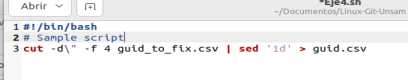 Abrir
*Eje4.sh
~/Documentos/Linux-Git-Unsam
1 #!/bin/bash
2 # Sample script
3 cut -d\" -f 4 guid_to_fix.csv | sed '1d' > guid.csv